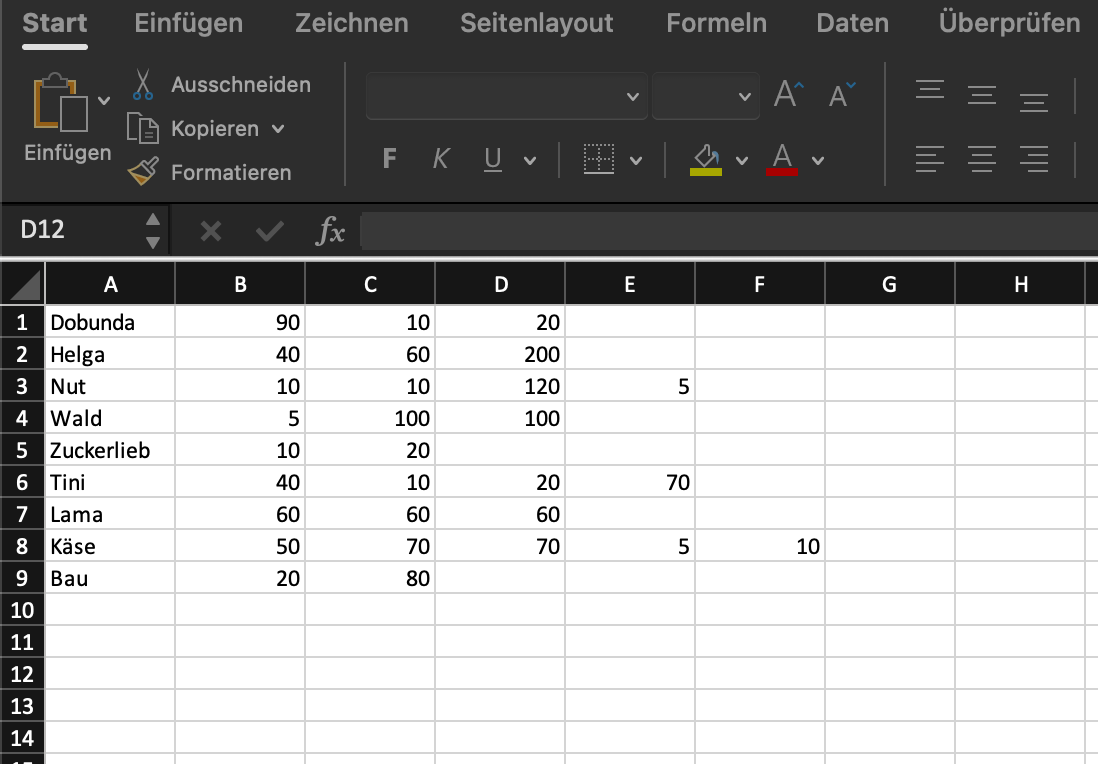 Start Einfügen Zeichnen Seitenlayout Formeln Daten Überprüfen
Einfügen
Ausschneiden
Kopieren
Formatieren
F K U A A A
D12 fx
A B C D E F G H
1 Dobunda 90 10 20
2 Helga 40 60 200
3 Nut 10 10 120 5
4 Wald 5 100 100
5 Zuckerlieb 10 20
6 Tini 40 10 20 70
7 Lama 60 60 60
8 Käse 50 70 70 5 10
9 Bau 20 80
10
11
12
13
14